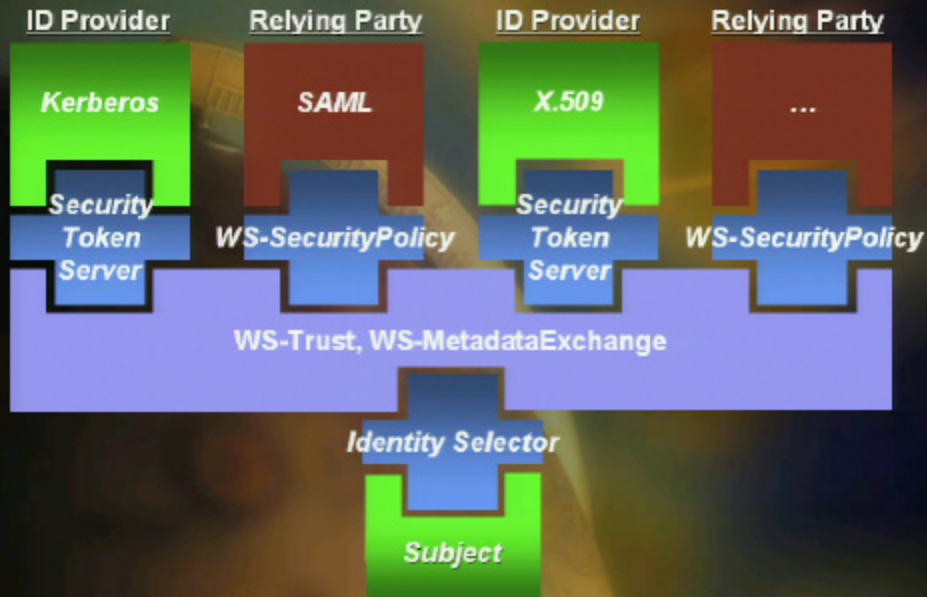 ID Provider
Relying Party
ID Provider
Relying Party
Kerberos
SAML
X.509
...
Security
Token
Server
WS-SecurityPolicy
Security
Token
Server
WS-SecurityPolicy
WS-Trust, WS-MetadataExchange
Identity Selector
Subject